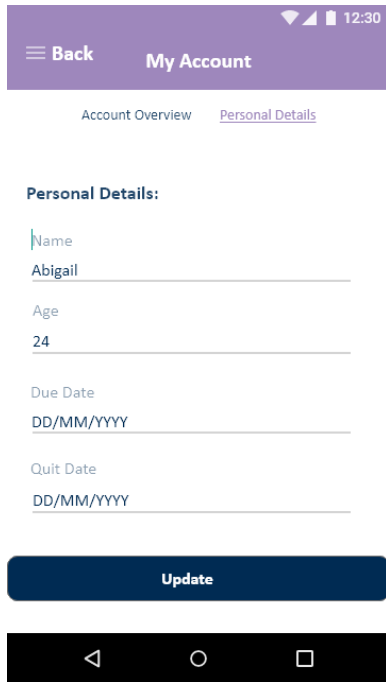 12:30
Back
My Account
Account Overview Personal Details
Personal Details:
Name
Abigail
Age
24
Due Date
DD/MM/YYYY
Quit Date
DD/MM/YYYY
Update